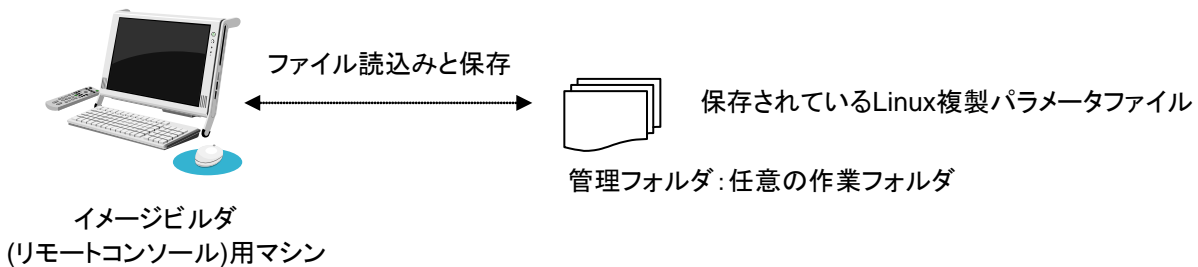 ファイル読込みと保存
保存されているLinux複製パラメータファイル
管理フォルダ：任意の作業フォルダ
イメージビルダ
(リモートコンソール)用マシン